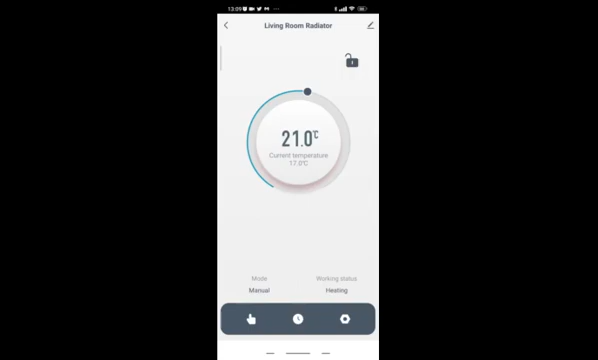 13:09
Living Room Radiator
21.0℃
Current temperature
17.0℃
Mode
Working status
Manual
Heating